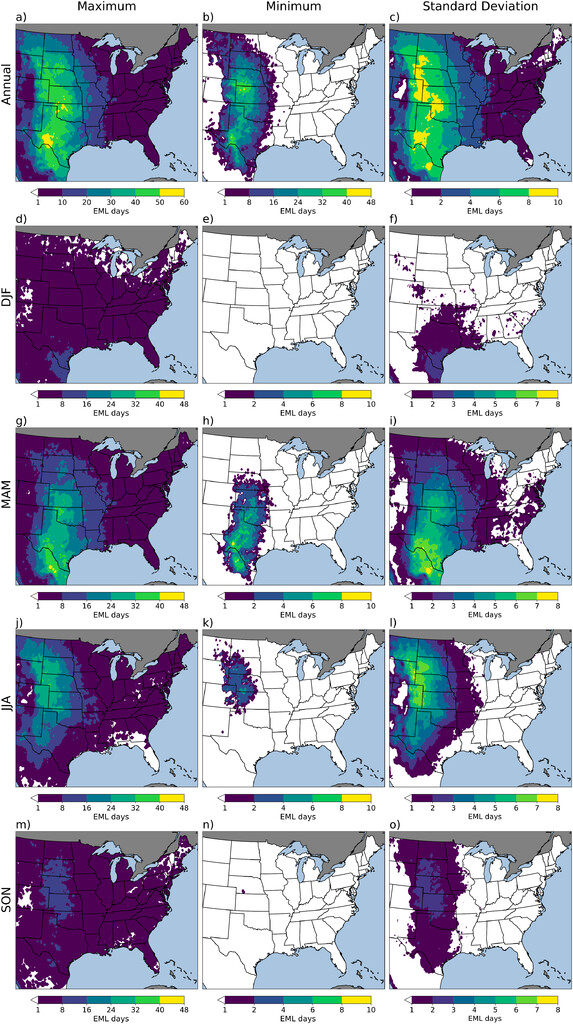 Maximum Minimum Standard Deviation
Annual
a) b) c)
1 10 20 30 40 50 60
EML days
1 8 16 24 32 40 48
EML days
1 2 4 6 8 10
EML days
DJF
d) e) f)
1 8 16 24 32 40 48
EML days
1 2 4 6 8 10
EML days
1 2 3 4 5 6 7 8
EML days
MAM
g) h) i)
1 8 16 24 32 40 48
EML days
1 2 4 6 8 10
EML days
1 2 3 4 5 6 7 8
EML days
JJA
j) k) l)
1 8 16 24 32 40 48
EML days
1 2 4 6 8 10
EML days
1 2 3 4 5 6 7 8
EML days
SON
m) n) o)
1 8 16 24 32 40 48
EML days
1 2 4 6 8 10
EML days
1 2 3 4 5 6 7 8
EML days